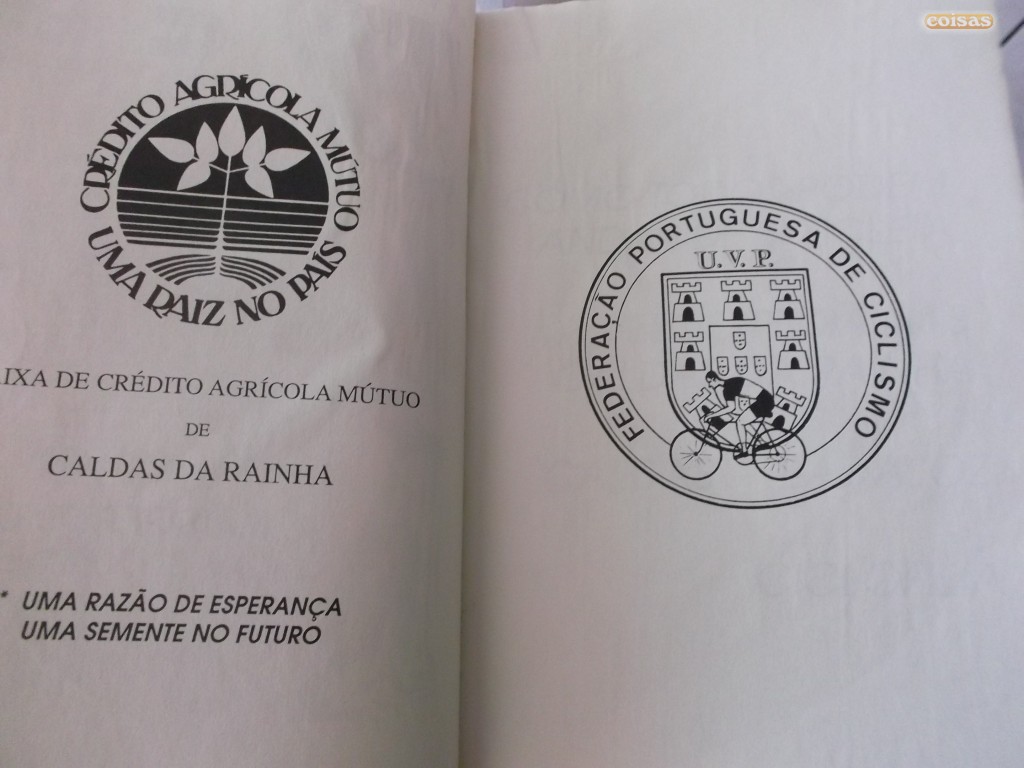 CRÉDITO AGRÍCOLA MÚTUO
UMA RAIZ NO PAÍS
AIXA DE CRÉDITO AGRÍCOLA MÚTUO
DE
CALDAS DA RAINHA
* UMA RAZÃO DE ESPERANÇA
UMA SEMENTE NO FUTURO
FEDERAÇÃO PORTUGUESA DE CICLISMO
U. V. P.
coisas